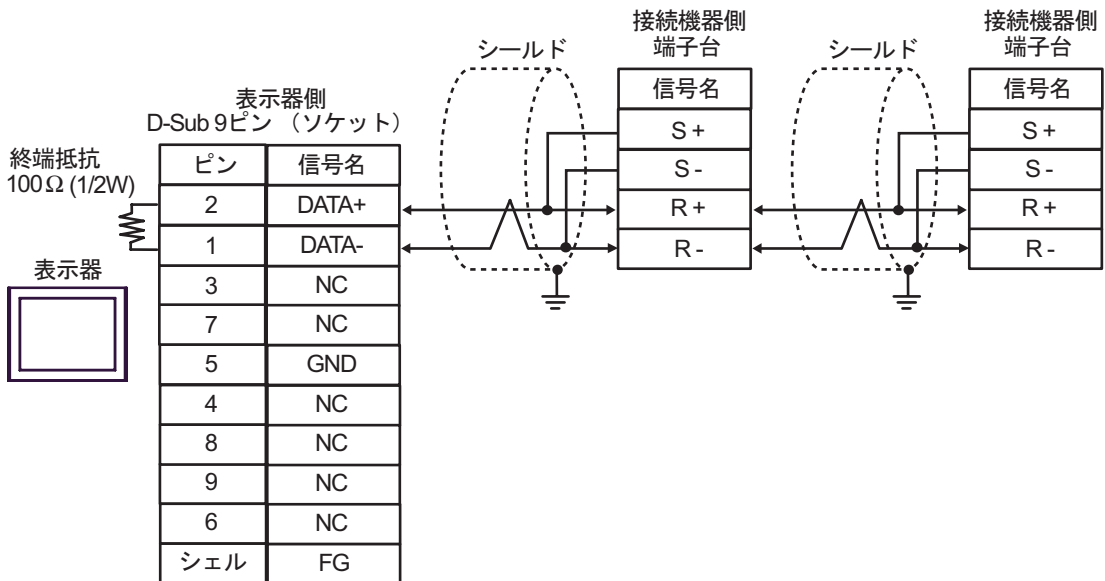 終端抵抗
100Ω (1/2W)
表示器
表示器側
D-Sub 9ピン （ソケット）
ピン 信号名
2 DATA+
1 DATA-
3 NC
7 NC
5 GND
4 NC
8 NC
9 NC
6 NC
シェル FG
シールド
接続機器側
端子台
信号名
S +
S -
R +
R -
シールド
接続機器側
端子台
信号名
S +
S -
R +
R -